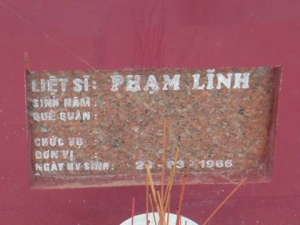 LIỆT SĨ: PHẠM LĨNH
SINH NĂM :
QUÊ QUÁN :
CHỨC VỤ :
ĐƠN VỊ :
NGÀY HY SINH: 23 - 03 - 1966